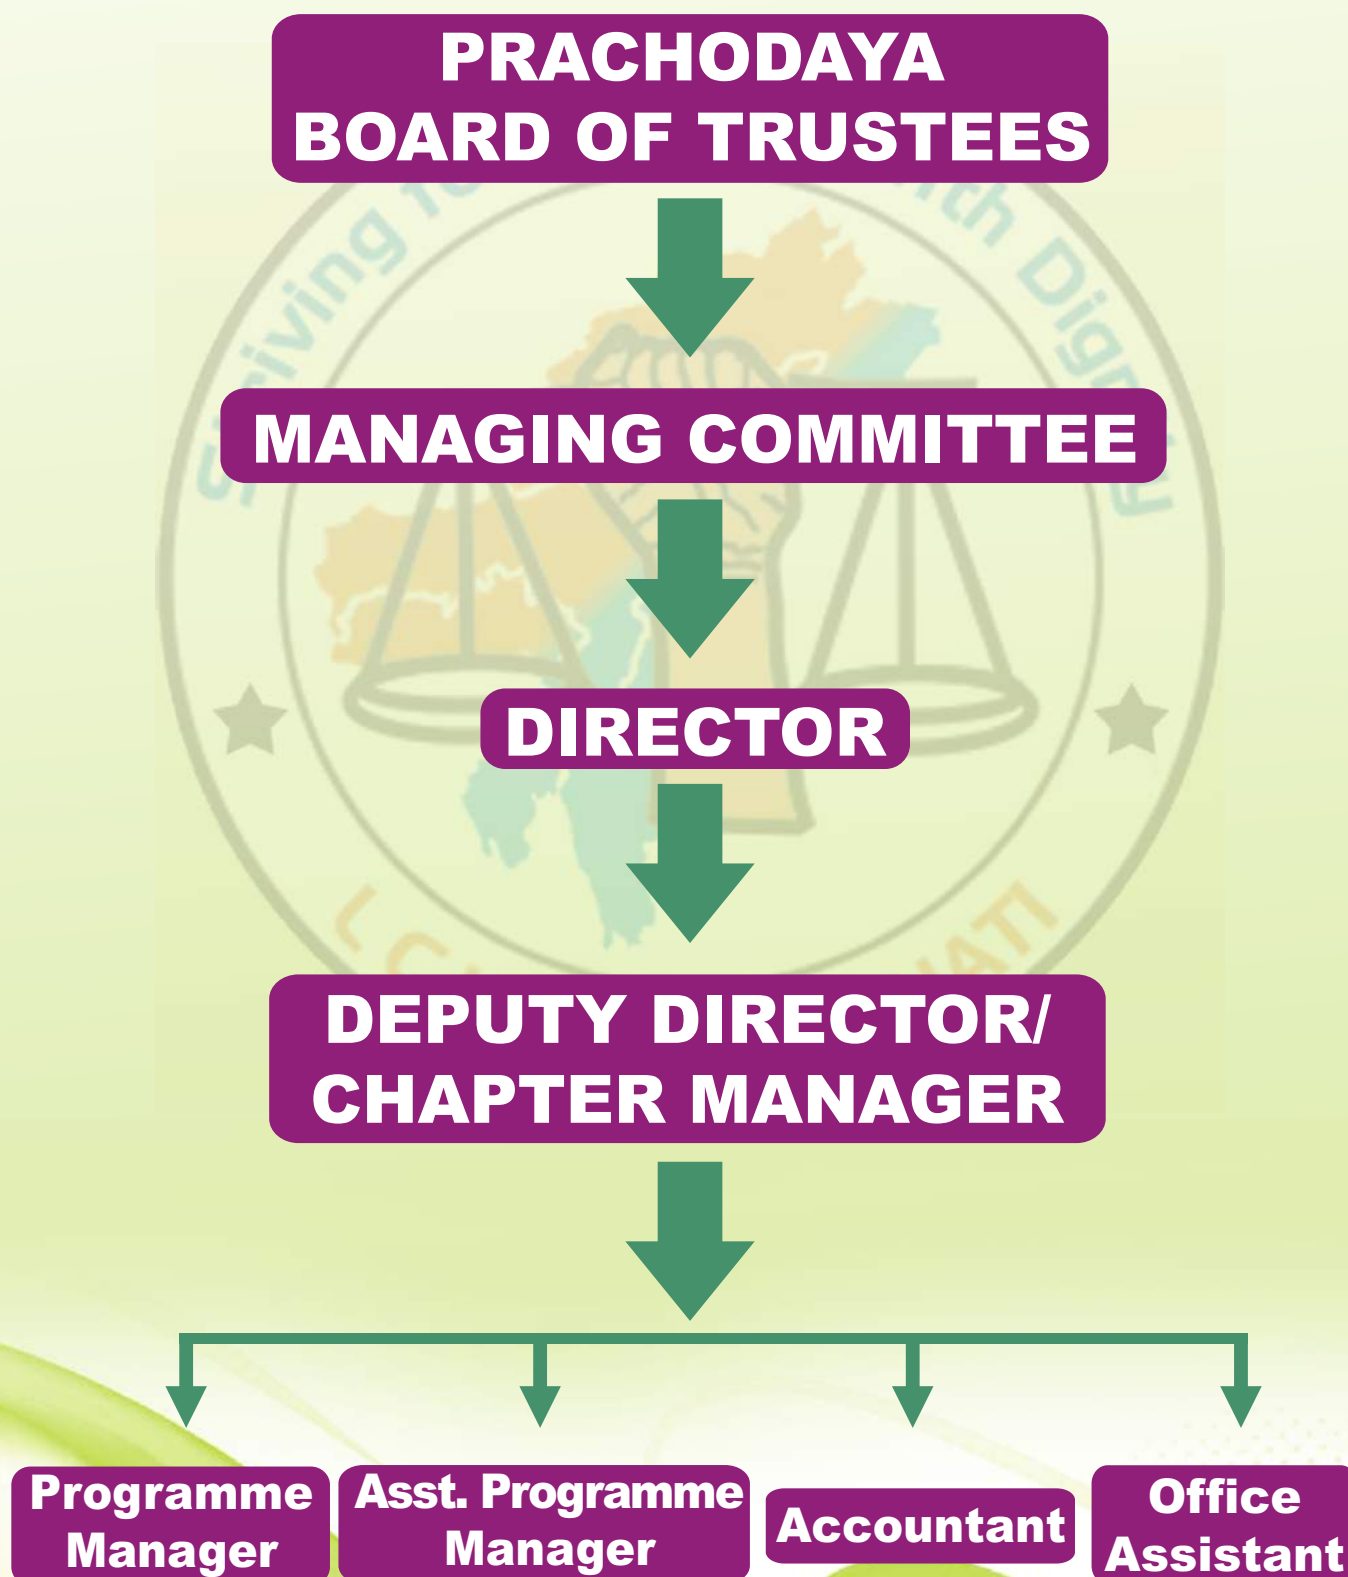 PRACHODAYA
BOARD OF TRUSTEES
MANAGING COMMITTEE
DIRECTOR
DEPUTY DIRECTOR/
CHAPTER MANAGER
Programme
Manager
Asst. Programme
Manager
Accountant
Office
Assistant